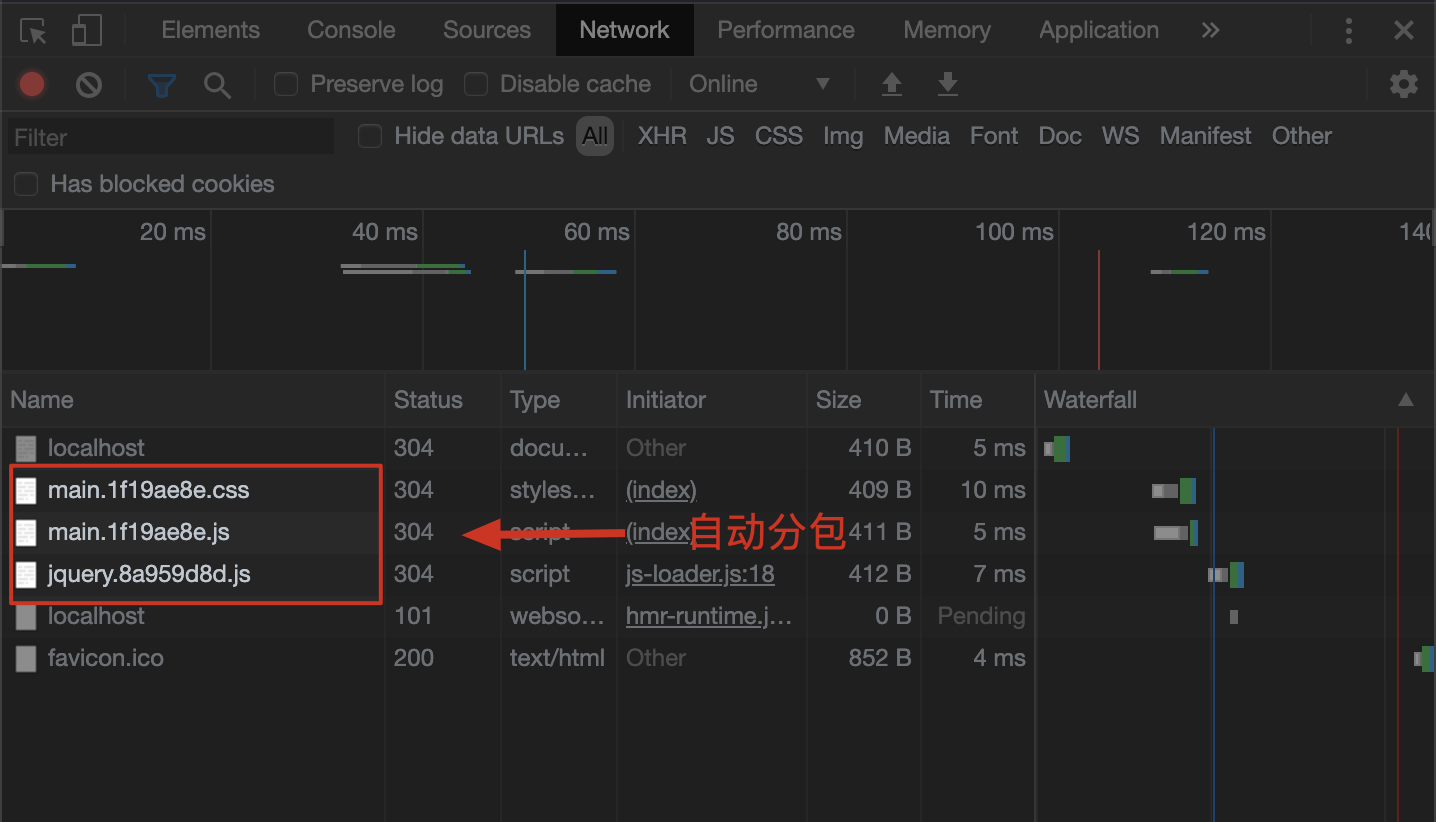 Elements Console Sources Network Performance Memory Application
Preserve log Disable cache Online
Filter Hide data URLs All XHR JS CSS Img Media Font Doc WS Manifest Other
Has blocked cookies
20 ms 40 ms 60 ms 80 ms 100 ms 120 ms 140
Name Status Type Initiator Size Time Waterfall
localhost 304 docu… Other 410 B 5 ms
main.1f19ae8e.css 304 styles… (index) 409 B 10 ms
main.1f19ae8e.js 304 script (index) 自动分包 411 B 5 ms
jquery.8a959d8d.js 304 script js-loader.js:18 412 B 7 ms
localhost 101 webso… hmr-runtime.j… 0 B Pending
favicon.ico 200 text/html Other 852 B 4 ms